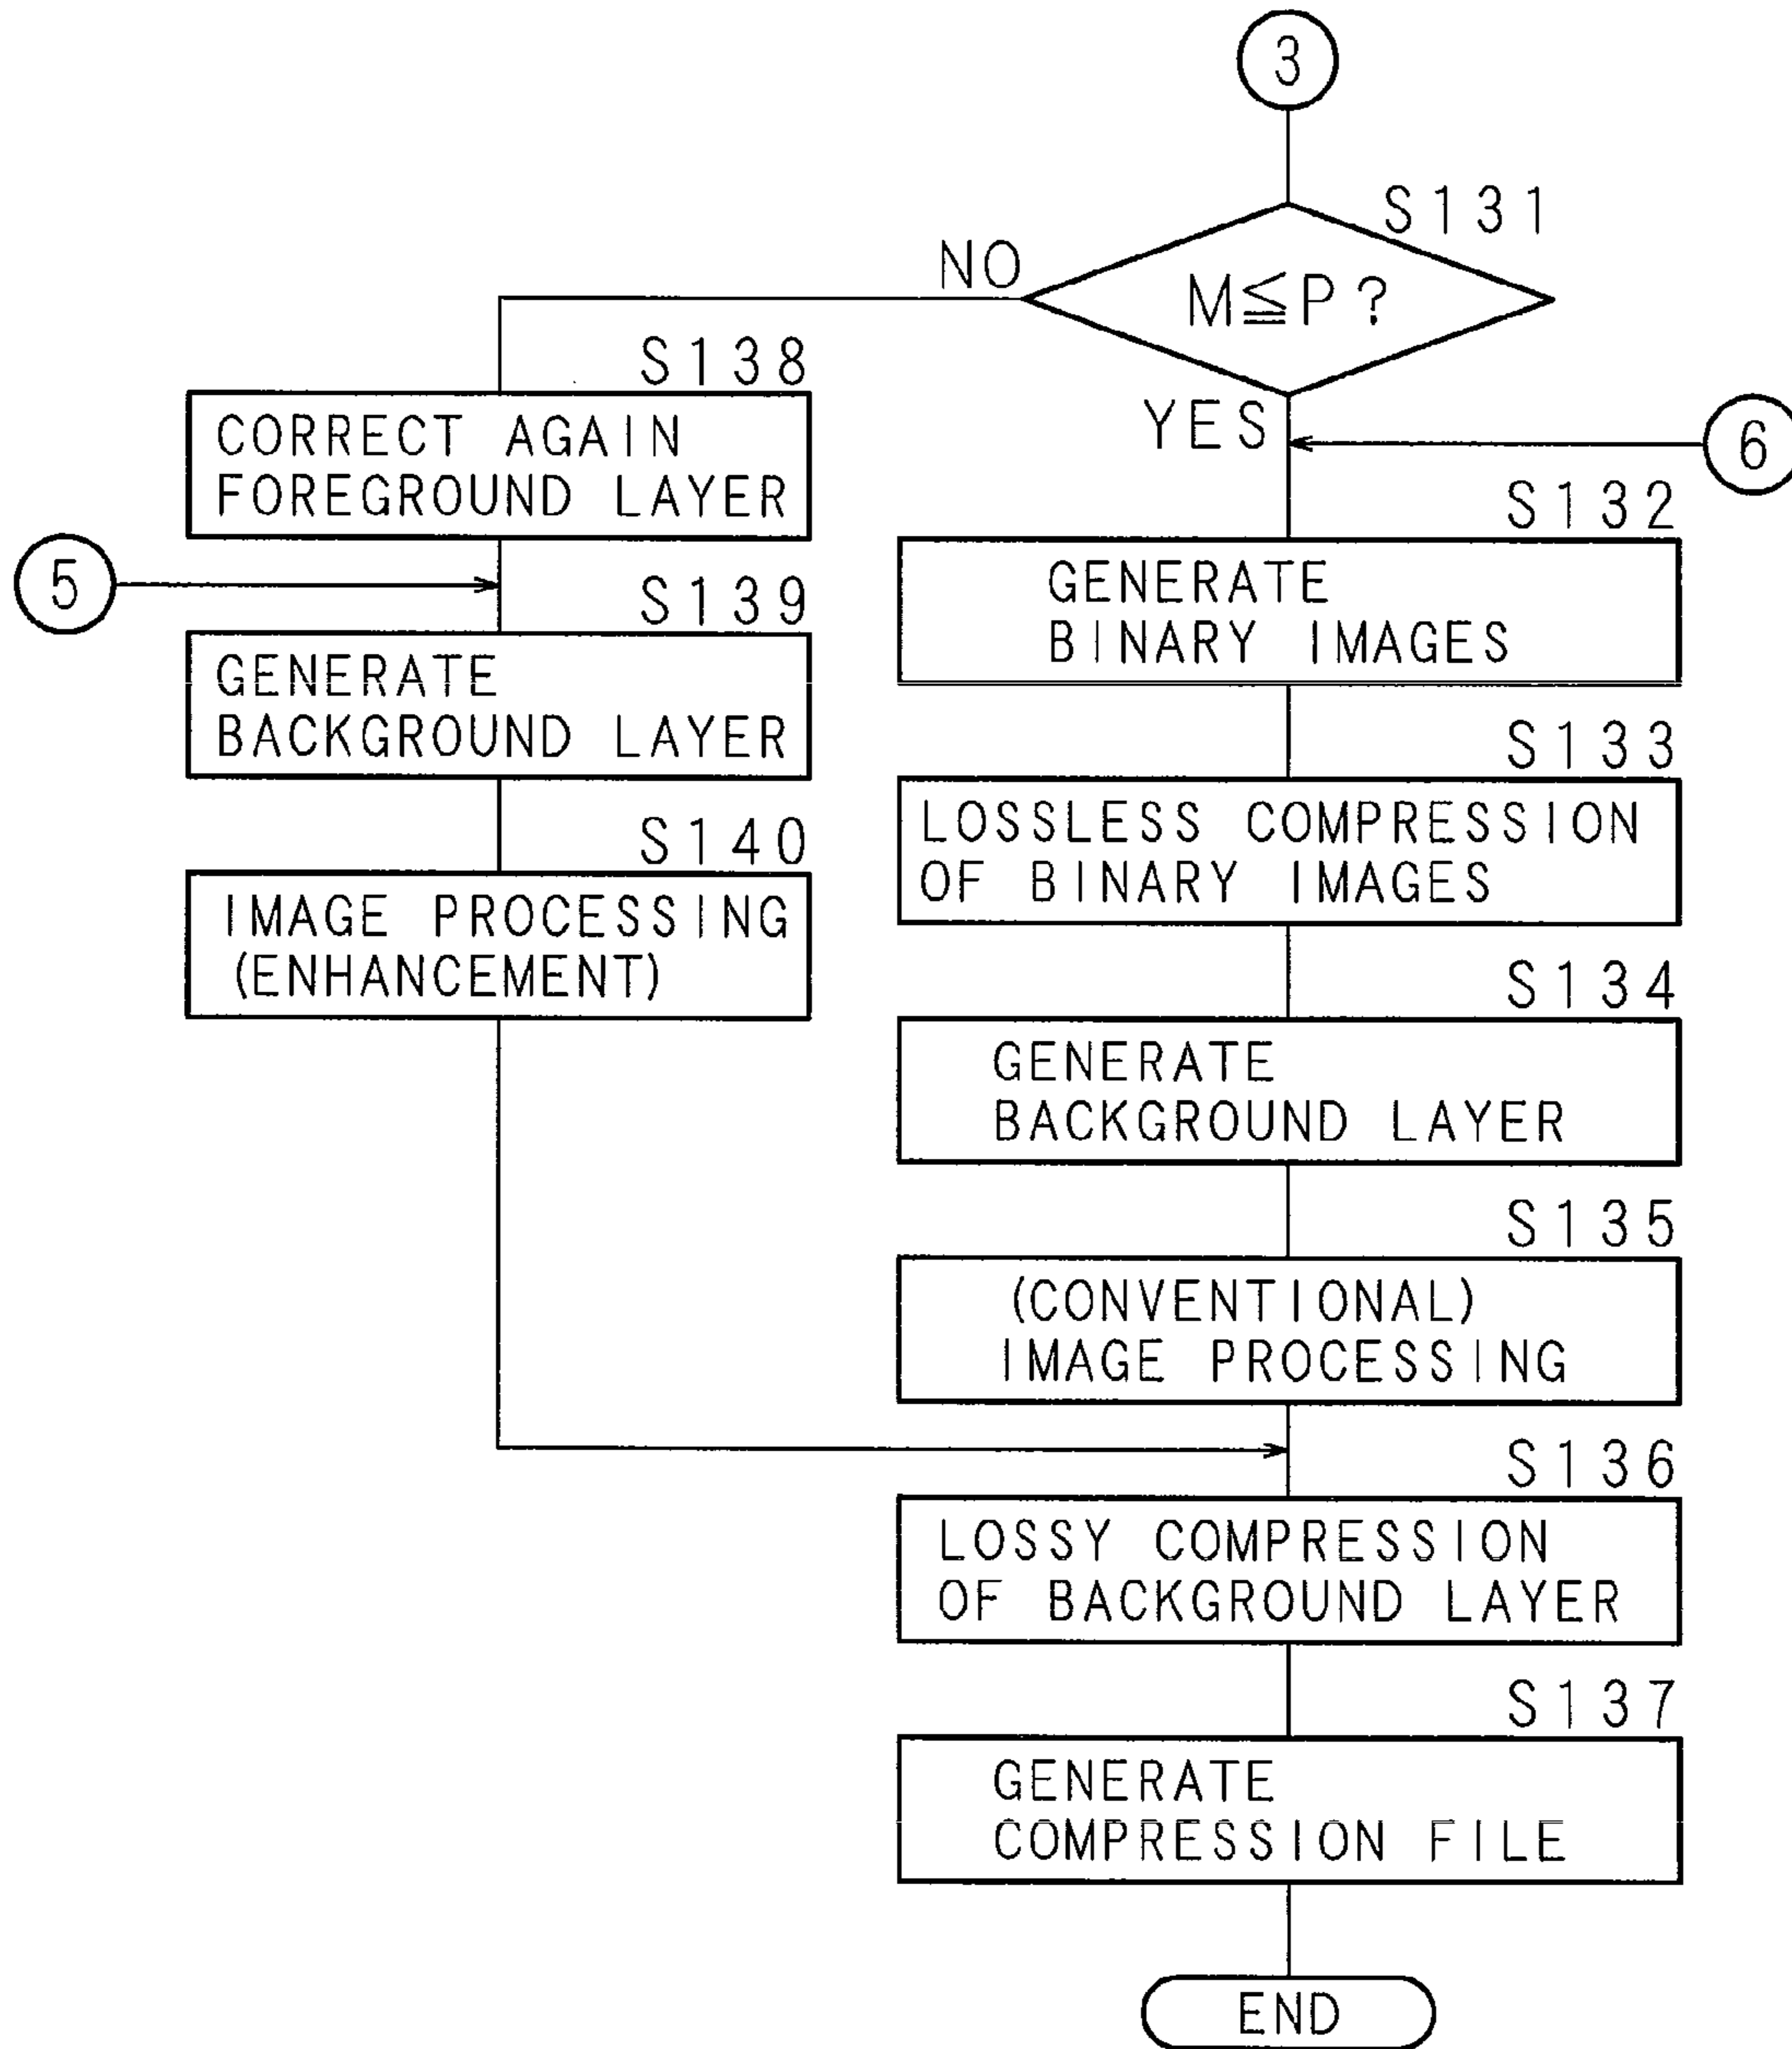 3
S131
NO
M≦P?
S138
CORRECT AGAIN
FOREGROUND LAYER
YES
6
S132
5
S139
GENERATE
BINARY IMAGES
GENERATE
BACKGROUND LAYER
S133
LOSSLESS COMPRESSION
OF BINARY IMAGES
S140
IMAGE PROCESSING
(ENHANCEMENT)
S134
GENERATE
BACKGROUND LAYER
S135
(CONVENTIONAL)
IMAGE PROCESSING
S136
LOSSY COMPRESSION
OF BACKGROUND LAYER
S137
GENERATE
COMPRESSION FILE
END